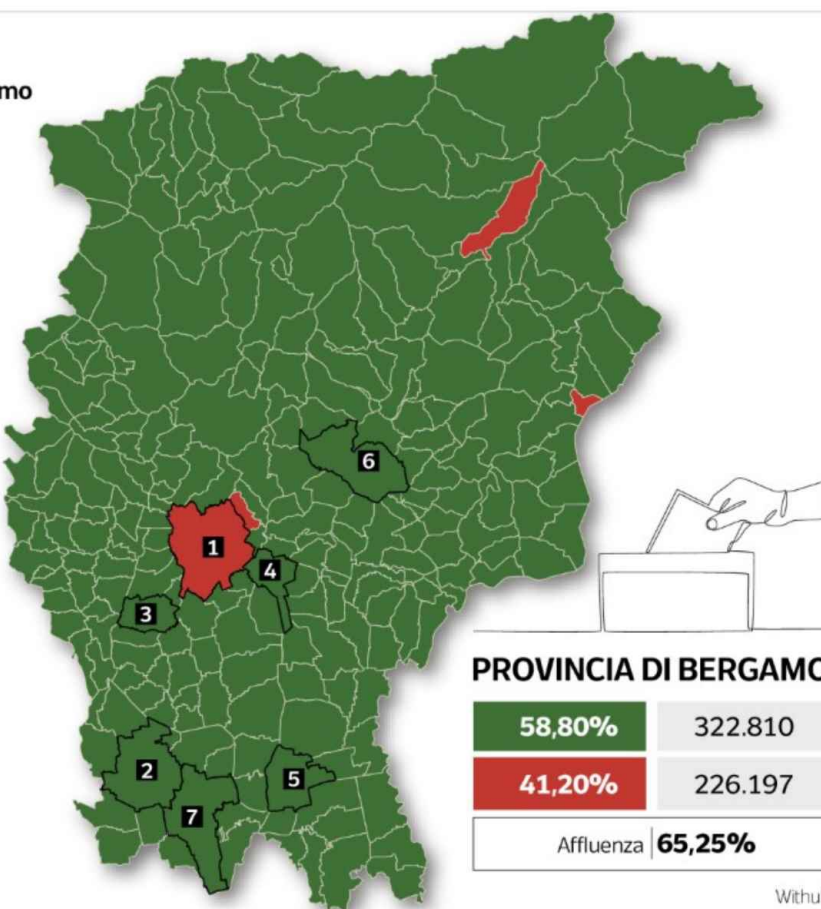 mo
6
1
4
3
2
5
7
PROVINCIA DI BERGAMO
58,80% 322.810
41,20% 226.197
Affluenza 65,25%
Withu